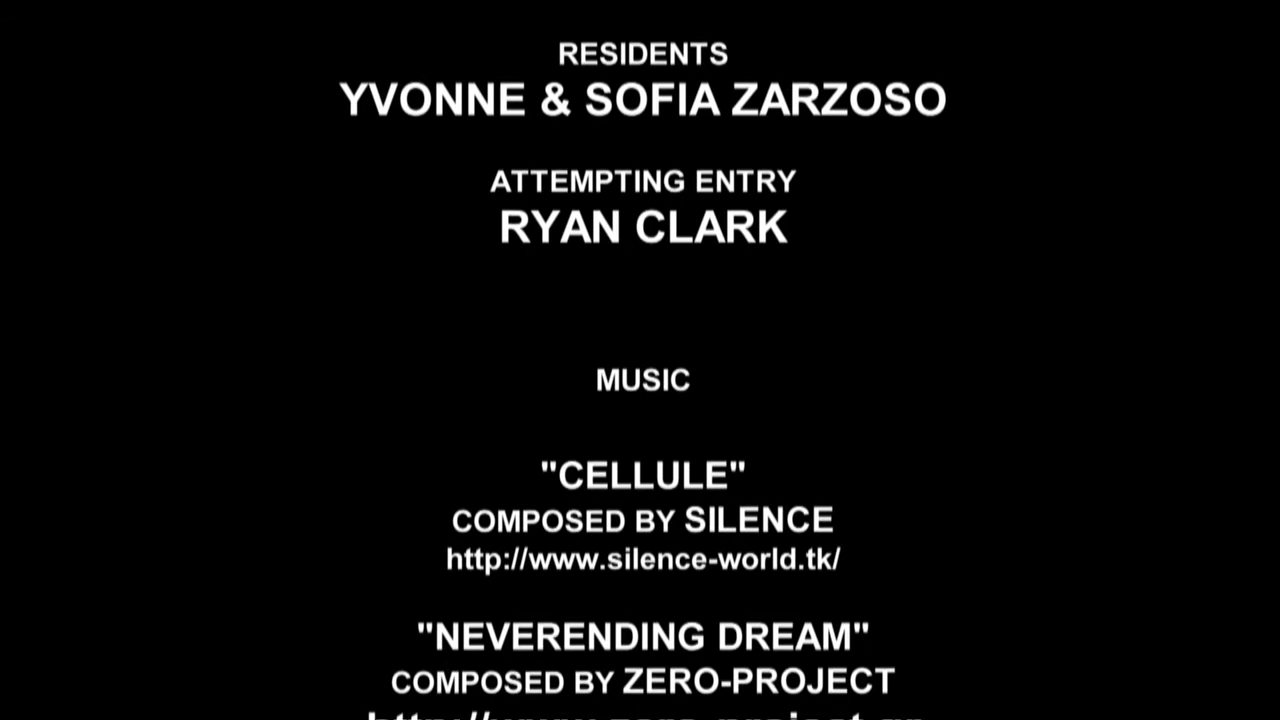 RESIDENTS
YVONNE & SOFIA ZARZOSO
ATTEMPTING ENTRY
RYAN CLARK
MUSIC
"CELLULE"
COMPOSED BY SILENCE
http://www.silence-world.tk/
"NEVERENDING DREAM"
COMPOSED BY ZERO-PROJECT